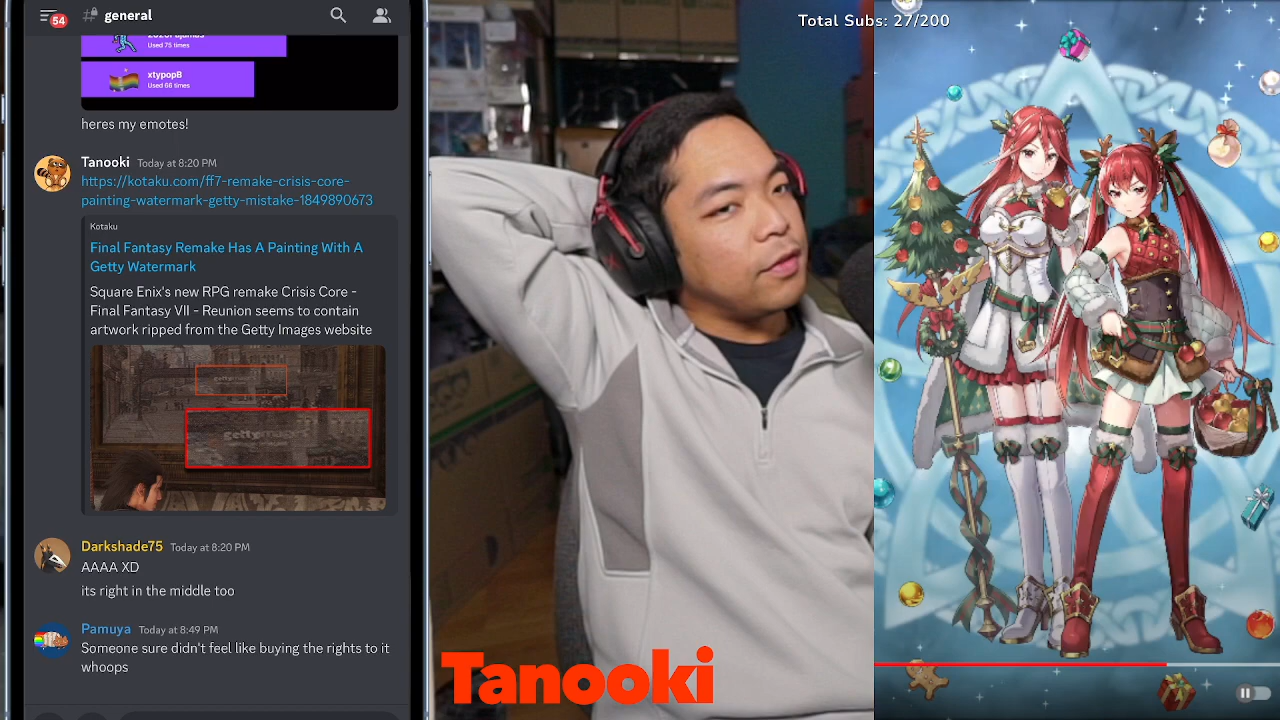 54
general
Used 75 times
xtypopB
Used 66 times
heres my emotes!
Tanooki Today at 8:20 PM
https://kotaku.com/ff7-remake-crisis-core-
painting-watermark-getty-mistake-1849890673
Kotaku
Final Fantasy Remake Has A Painting With A
Getty Watermark
Square Enix's new RPG remake Crisis Core -
Final Fantasy VII - Reunion seems to contain
artwork ripped from the Getty Images website
Darkshade75 Today at 8:20 PM
AAAA XD
its right in the middle too
Pamuya Today at 8:49 PM
Someone sure didn't feel like buying the rights to it
whoops
Tanooki
Total Subs: 27/200